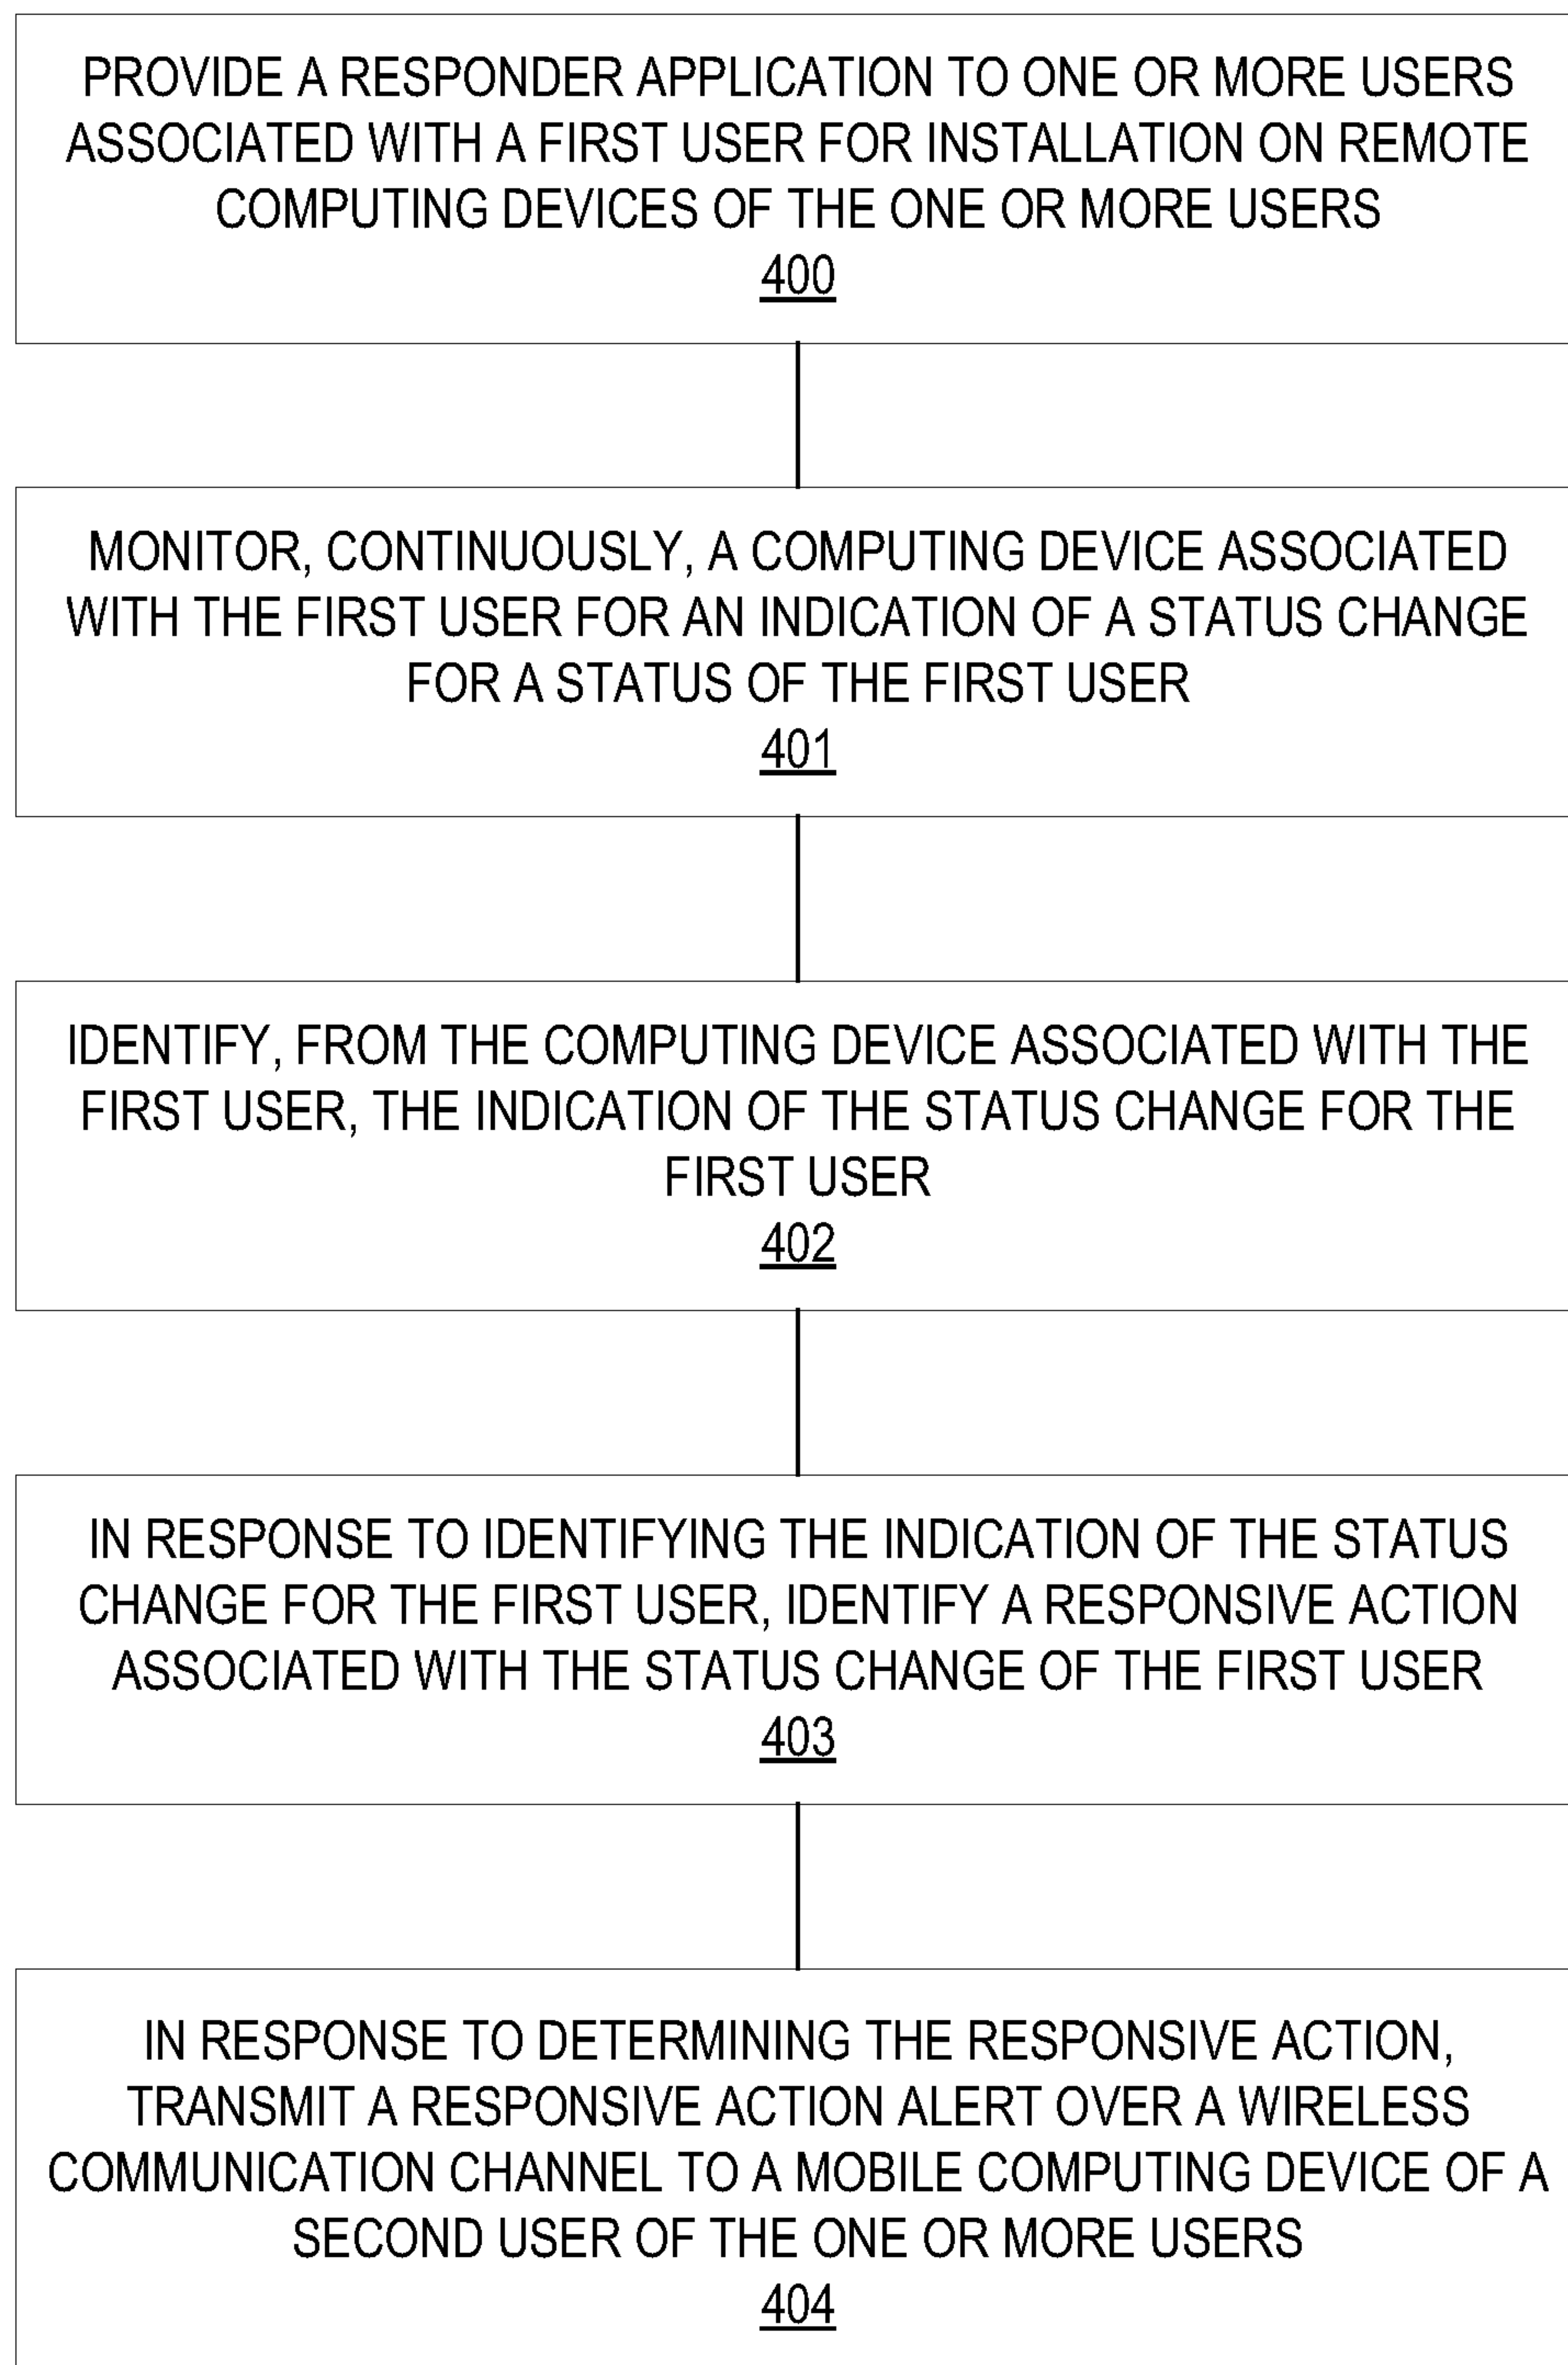 PROVIDE A RESPONDER APPLICATION TO ONE OR MORE USERS
ASSOCIATED WITH A FIRST USER FOR INSTALLATION ON REMOTE
COMPUTING DEVICES OF THE ONE OR MORE USERS
400
MONITOR, CONTINUOUSLY, A COMPUTING DEVICE ASSOCIATED
WITH THE FIRST USER FOR AN INDICATION OF A STATUS CHANGE
FOR A STATUS OF THE FIRST USER
401
IDENTIFY, FROM THE COMPUTING DEVICE ASSOCIATED WITH THE
FIRST USER, THE INDICATION OF THE STATUS CHANGE FOR THE
FIRST USER
402
IN RESPONSE TO IDENTIFYING THE INDICATION OF THE STATUS
CHANGE FOR THE FIRST USER, IDENTIFY A RESPONSIVE ACTION
ASSOCIATED WITH THE STATUS CHANGE OF THE FIRST USER
403
IN RESPONSE TO DETERMINING THE RESPONSIVE ACTION,
TRANSMIT A RESPONSIVE ACTION ALERT OVER A WIRELESS
COMMUNICATION CHANNEL TO A MOBILE COMPUTING DEVICE OF A
SECOND USER OF THE ONE OR MORE USERS
404